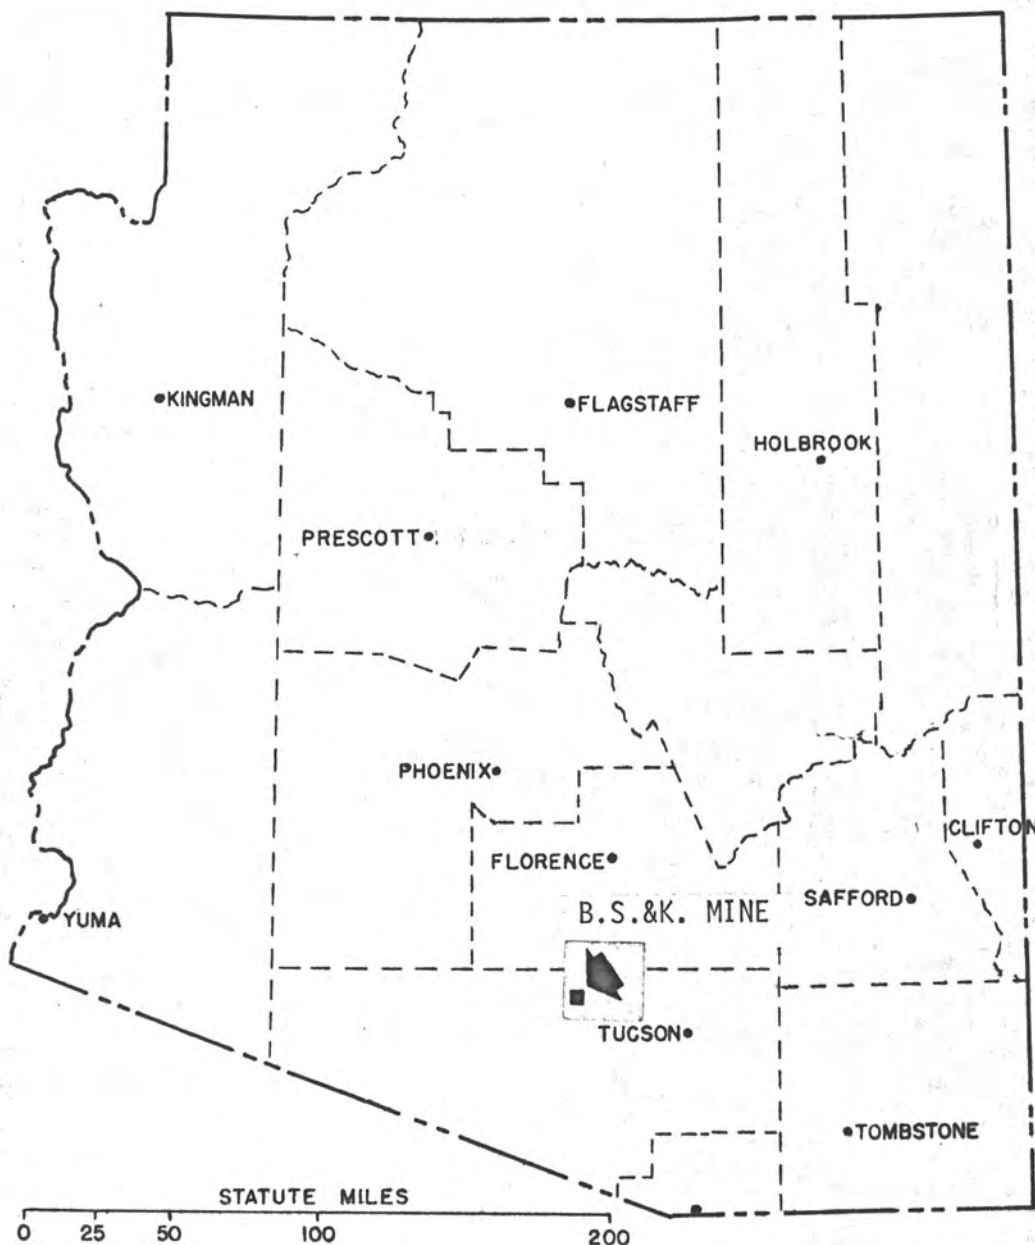 KINGMAN
FLAGSTAFF
HOLBROOK
PRESCOTT
PHOENIX
CLIFTON
FLORENCE
SAFFORD
B.S.&K. MINE
YUMA
TUCSON
TOMBSTONE
STATUTE MILES
0 25 50 100 200